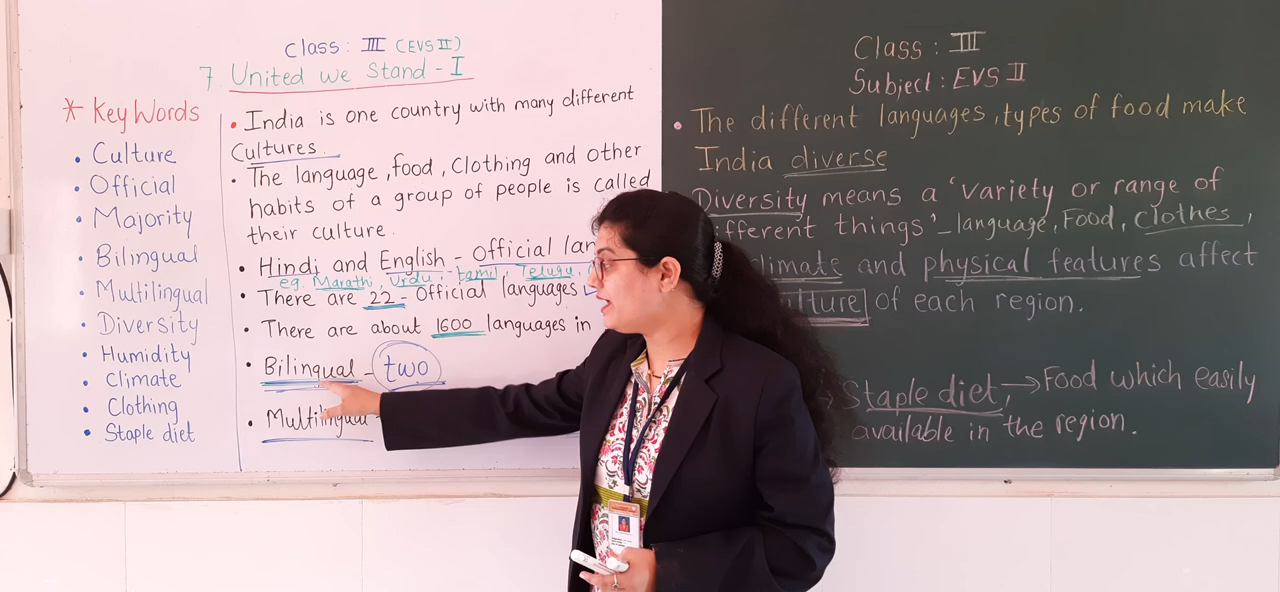 Class : III (EVS II)
7. United we Stand - I
* Key Words
• Culture
• Official
• Majority
• Bilingual
• Multilingual
• Diversity
• Humidity
• Climate
• Clothing
• Staple diet
• India is one country with many different
Cultures.
• The language, food, Clothing and other
habits of a group of people is called
their culture.
• Hindi and English - Official lan
eg. Marathi, Urdu, tamil, Telugu,
• There are 22 - Official languages
• There are about 1600 languages in
• Bilingual - two
• Multilingual
Class : III
Subject : EVS II
• The different languages, types of food make
India diverse
Diversity means a 'variety or range of
ifferent things' - language, Food, clothes,
climate and physical features affect
culture of each region.
→ Staple diet, → Food which easily
available in the region.